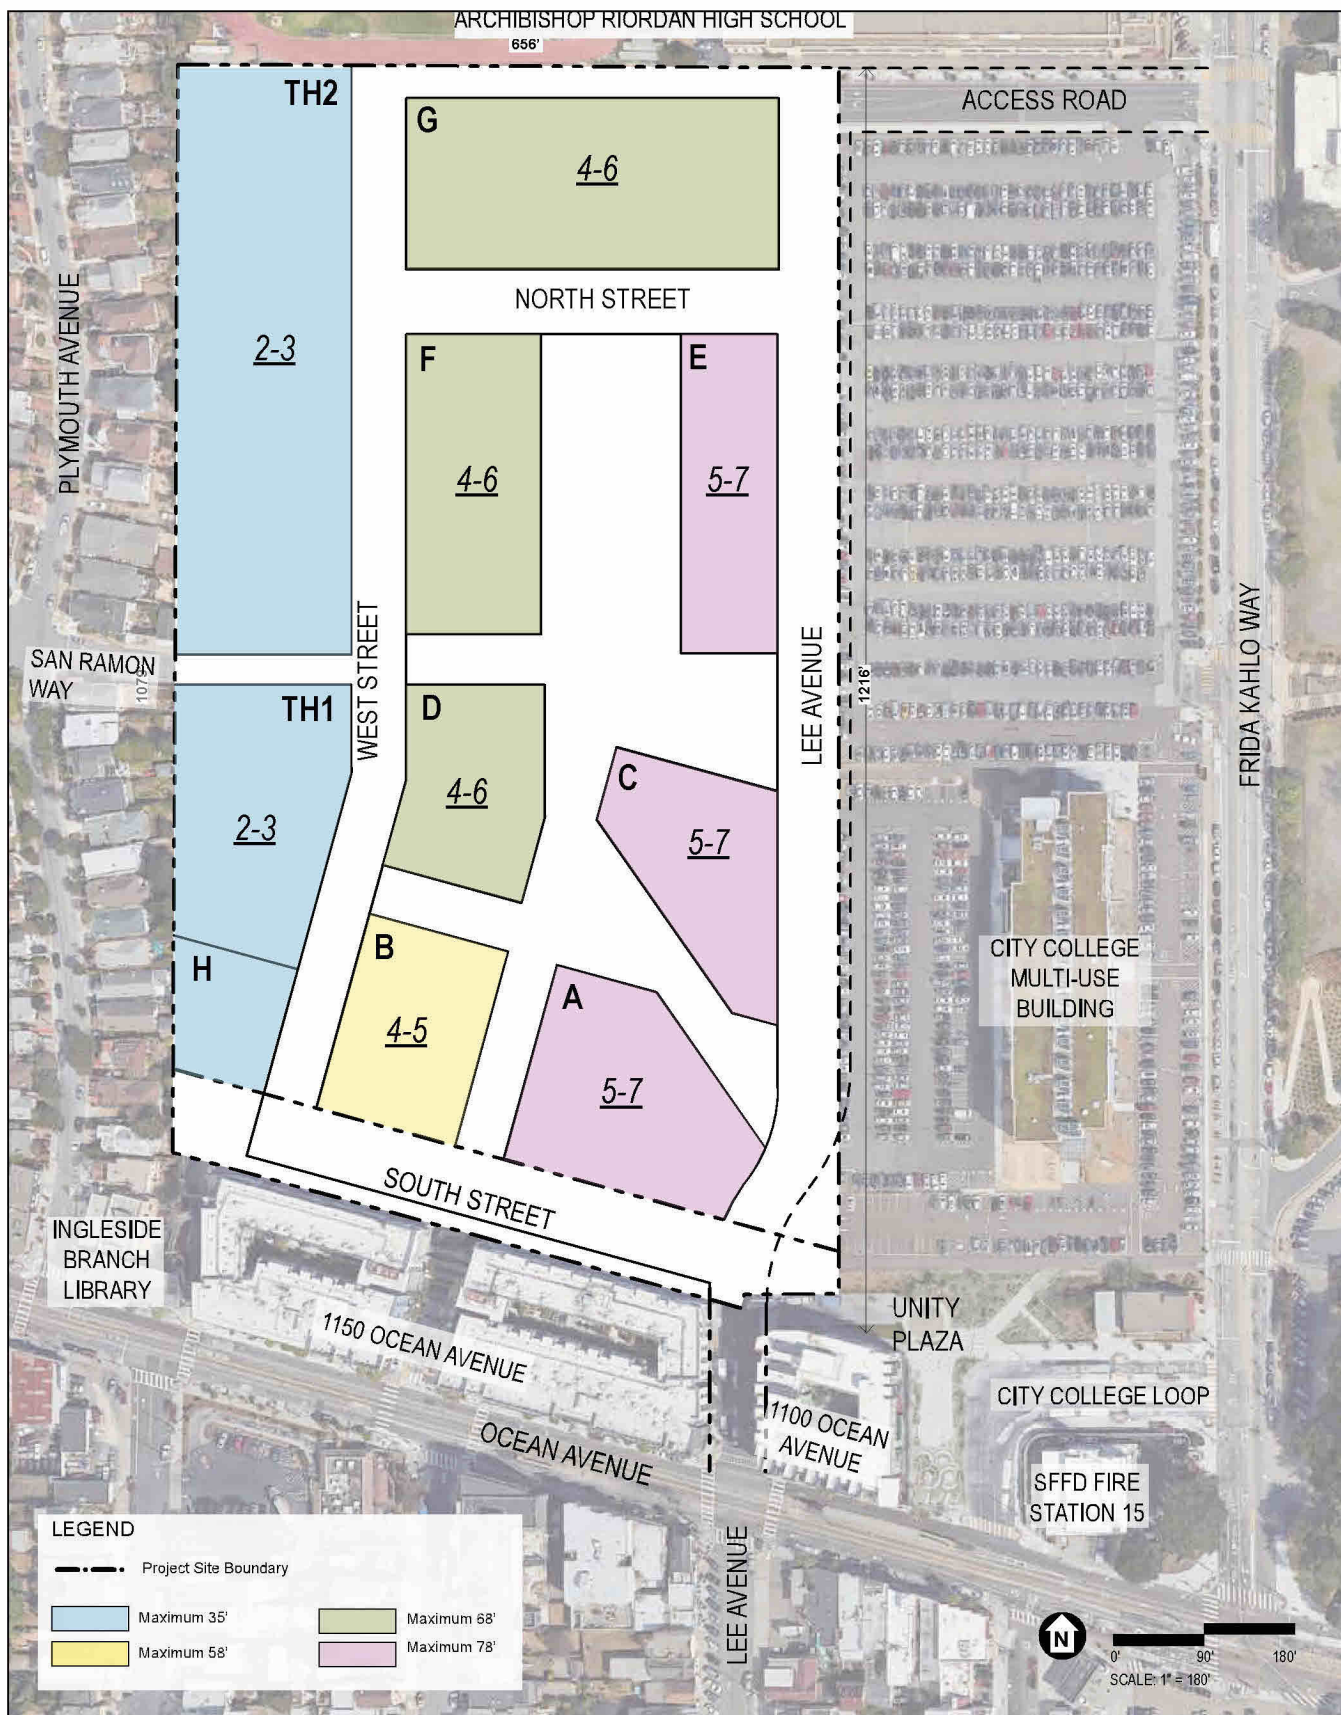 ARCHIBISHOP RIORDAN HIGH SCHOOL
656'
TH2
G
4-6
ACCESS ROAD
NORTH STREET
PLYMOUTH AVENUE
2-3
F
4-6
E
5-7
SAN RAMON
WAY
1079'
WEST STREET
LEE AVENUE
1216'
FRIDA KAHLO WAY
TH1
2-3
D
4-6
C
5-7
H
B
4-5
A
5-7
CITY COLLEGE
MULTI-USE
BUILDING
SOUTH STREET
INGLESIDE
BRANCH
LIBRARY
1150 OCEAN AVENUE
UNITY
PLAZA
CITY COLLEGE LOOP
1100 OCEAN
AVENUE
OCEAN AVENUE
SFFD FIRE
STATION 15
LEE AVENUE
LEGEND
Project Site Boundary
Maximum 35'
Maximum 68'
Maximum 58'
Maximum 78'
N
0'
90'
180'
SCALE: 1" = 180'